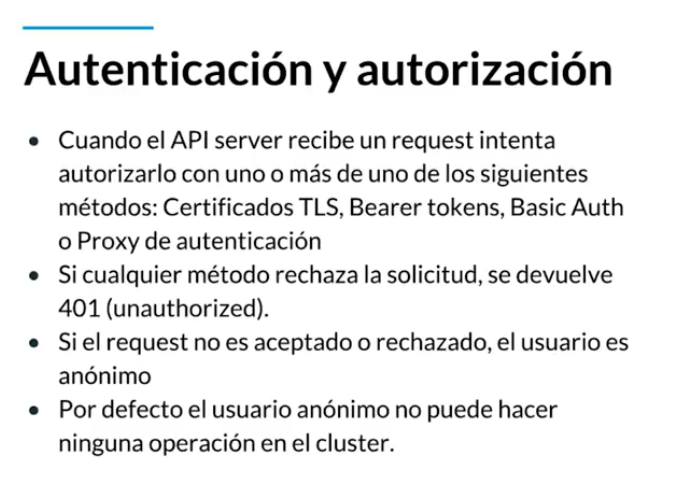 Autenticación y autorización
• Cuando el API server recibe un request intenta
autorizarlo con uno o más de uno de los siguientes
métodos: Certificados TLS, Bearer tokens, Basic Auth
o Proxy de autenticación
• Si cualquier método rechaza la solicitud, se devuelve
401 (unauthorized).
• Si el request no es aceptado o rechazado, el usuario es
anónimo
• Por defecto el usuario anónimo no puede hacer
ninguna operación en el cluster.